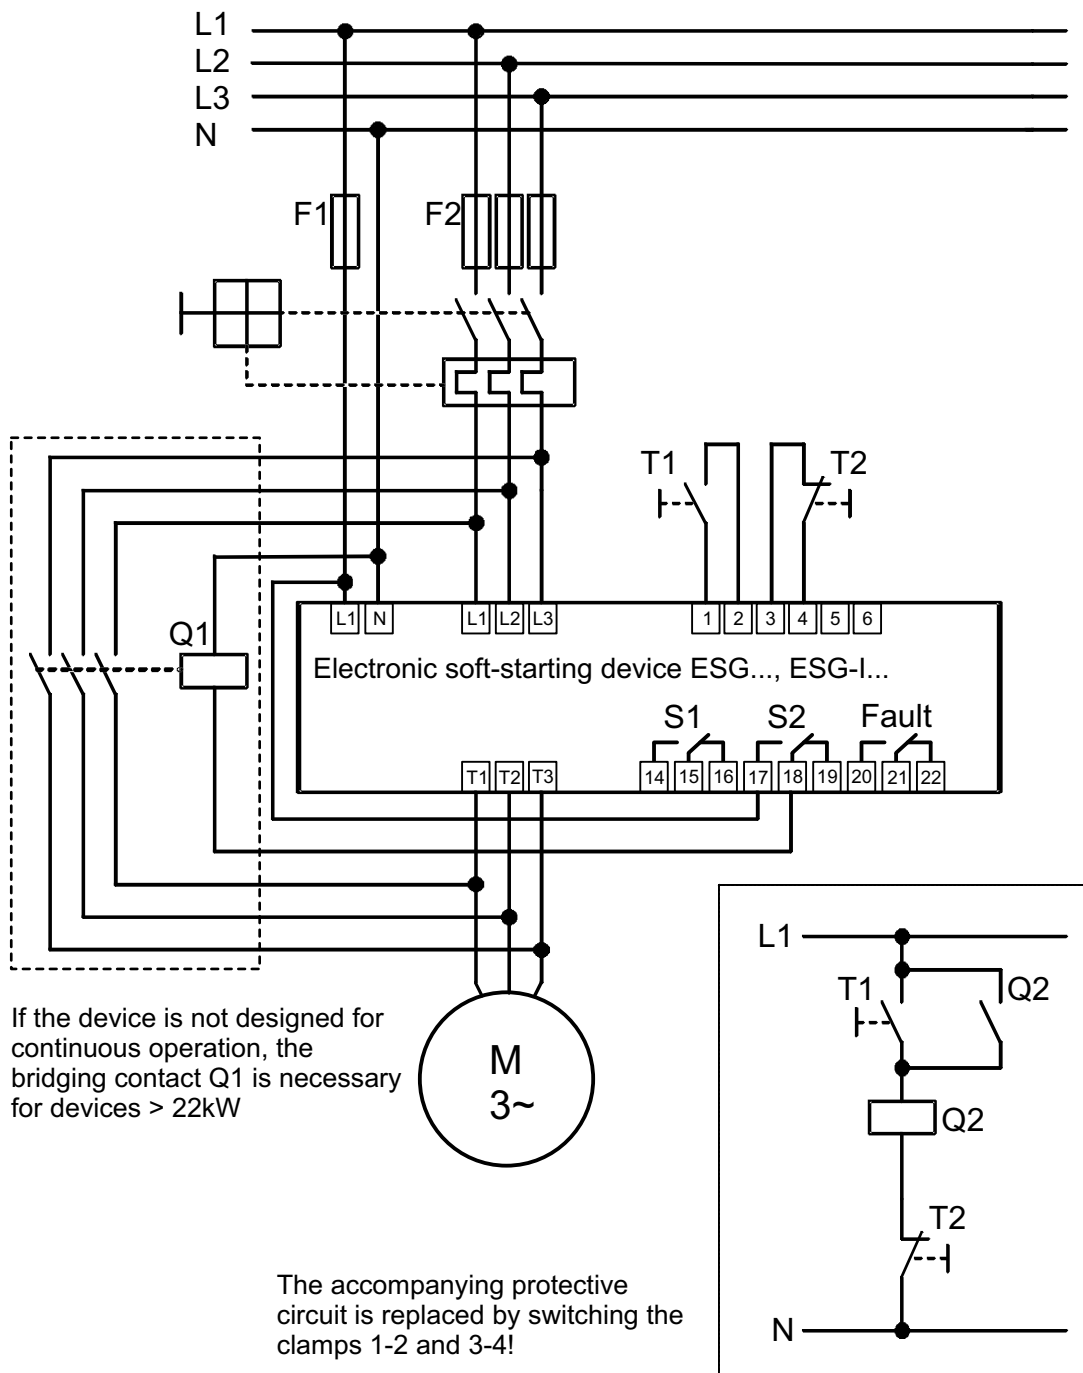 L1
L2
L3
N
F1
F2
T1
T2
L1 N L1 L2 L3 1 2 3 4 5 6
Q1
Electronic soft-starting device ESG..., ESG-I...
S1 S2 Fault
T1 T2 T3 14 15 16 17 18 19 20 21 22
If the device is not designed for
continuous operation, the
bridging contact Q1 is necessary
for devices > 22kW
M
3~
L1
T1
Q2
Q2
T2
N
The accompanying protective
circuit is replaced by switching the
clamps 1-2 and 3-4!